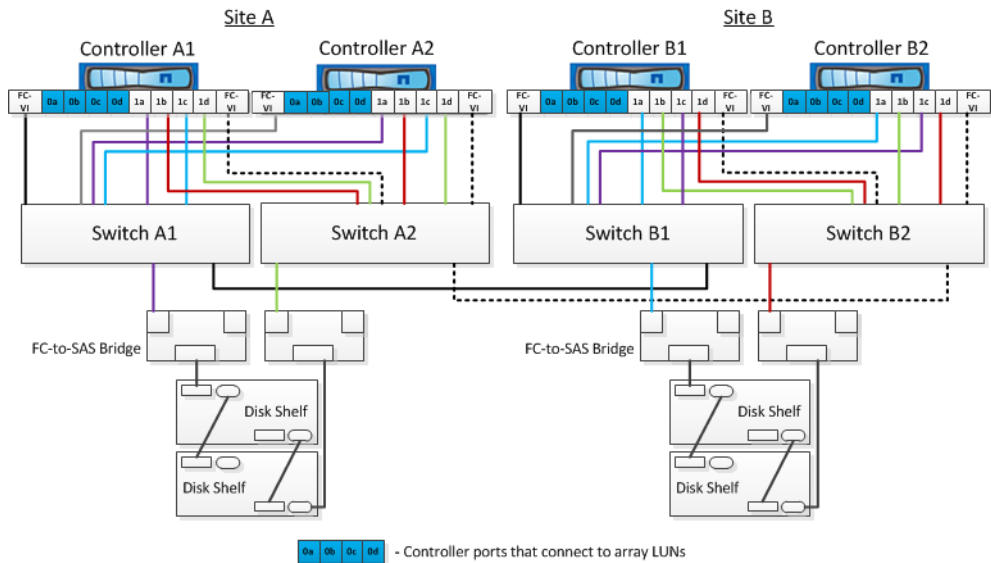 Site A
Site B
Controller A1
Controller A2
Controller B1
Controller B2
FC-VI 0a 0b 0c 0d 1a 1b 1c 1d FC-VI
FC-VI 0a 0b 0c 0d 1a 1b 1c 1d FC-VI
FC-VI 0a 0b 0c 0d 1a 1b 1c 1d FC-VI
FC-VI 0a 0b 0c 0d 1a 1b 1c 1d FC-VI
Switch A1
Switch A2
Switch B1
Switch B2
FC-to-SAS Bridge
FC-to-SAS Bridge
Disk Shelf
Disk Shelf
Disk Shelf
Disk Shelf
0a 0b 0c 0d - Controller ports that connect to array LUNs